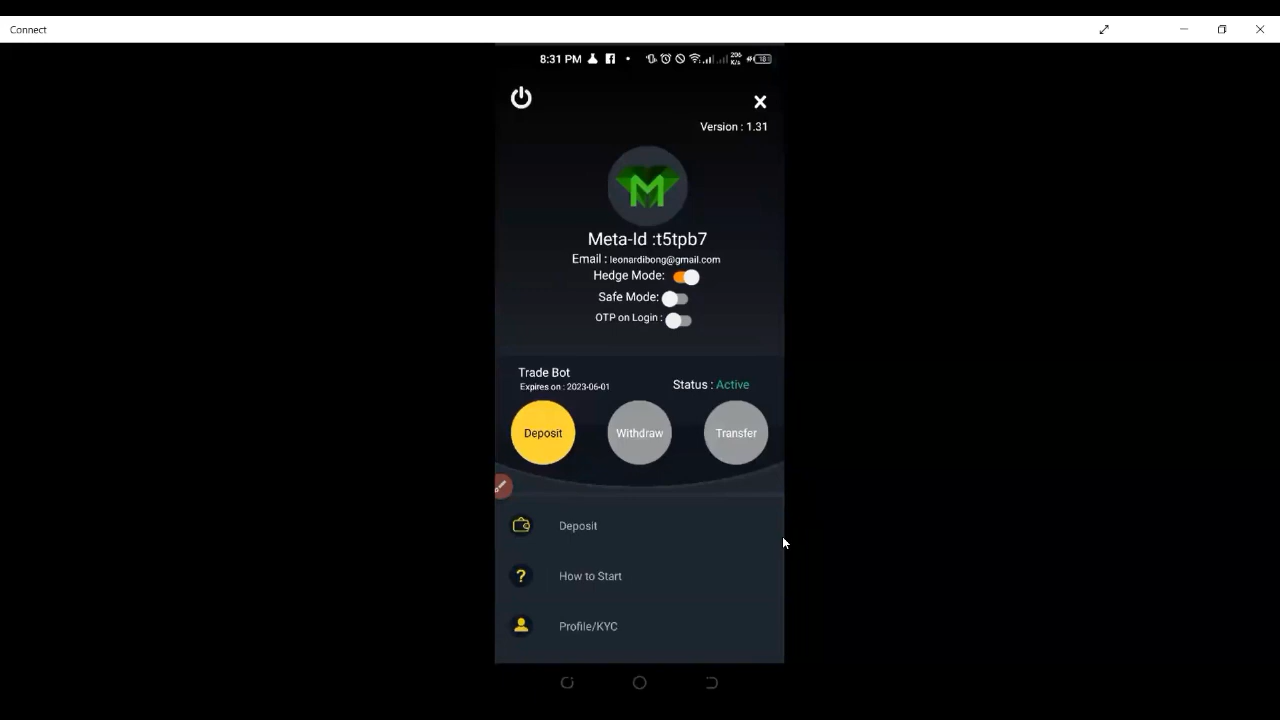 Connect
8:31 PM
206
K/s
18
Version : 1.31
M
Meta-Id :t5tpb7
Email : leonardibong@gmail.com
Hedge Mode:
Safe Mode:
OTP on Login :
Trade Bot
Expires on : 2023-06-01
Status : Active
Deposit
Withdraw
Transfer
Deposit
? How to Start
Profile/KYC